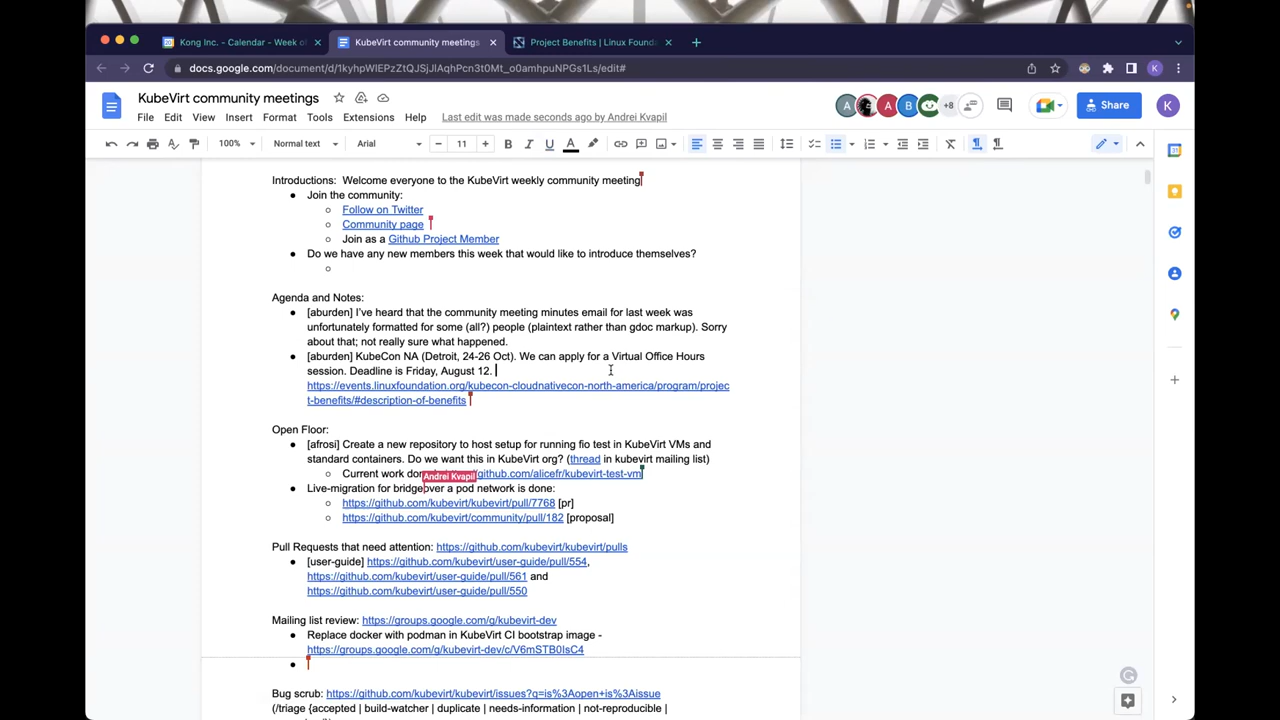 Kong Inc. - Calendar - Week o
KubeVirt community meetings
Project Benefits | Linux Found
docs.google.com/document/d/1kyhpWlEPzZtQJSjJlAqhPcn3t0Mt_o0amhpuNPGs1Ls/edit#
K
KubeVirt community meetings
File Edit View Insert Format Tools Extensions Help Last edit was made seconds ago by Andrei Kvapil
A A B +8 Share K
100% Normal text Arial 11
Introductions: Welcome everyone to the KubeVirt weekly community meeting
Join the community:
Follow on Twitter
Community page
Join as a Github Project Member
Do we have any new members this week that would like to introduce themselves?
Agenda and Notes:
[aburden] I've heard that the community meeting minutes email for last week was
unfortunately formatted for some (all?) people (plaintext rather than gdoc markup). Sorry
about that; not really sure what happened.
[aburden] KubeCon NA (Detroit, 24-26 Oct). We can apply for a Virtual Office Hours
session. Deadline is Friday, August 12.
https://events.linuxfoundation.org/kubecon-cloudnativecon-north-america/program/projec
t-benefits/#description-of-benefits
Open Floor:
[afrosi] Create a new repository to host setup for running fio test in KubeVirt VMs and
standard containers. Do we want this in KubeVirt org? (thread in kubevirt mailing list)
Current work github.com/alicefr/kubevirt-test-vm
Andrei Kvapil
Live-migration for bridge over a pod network is done:
https://github.com/kubevirt/kubevirt/pull/7768 [pr]
https://github.com/kubevirt/community/pull/182 [proposal]
Pull Requests that need attention: https://github.com/kubevirt/kubevirt/pulls
[user-guide] https://github.com/kubevirt/user-guide/pull/554,
https://github.com/kubevirt/user-guide/pull/561 and
https://github.com/kubevirt/user-guide/pull/550
Mailing list review: https://groups.google.com/g/kubevirt-dev
Replace docker with podman in KubeVirt CI bootstrap image -
https://groups.google.com/g/kubevirt-dev/c/V6mSTB0IsC4
Bug scrub: https://github.com/kubevirt/kubevirt/issues?q=is%3Aopen+is%3Aissue
(/triage {accepted | build-watcher | duplicate | needs-information | not-reproducible |